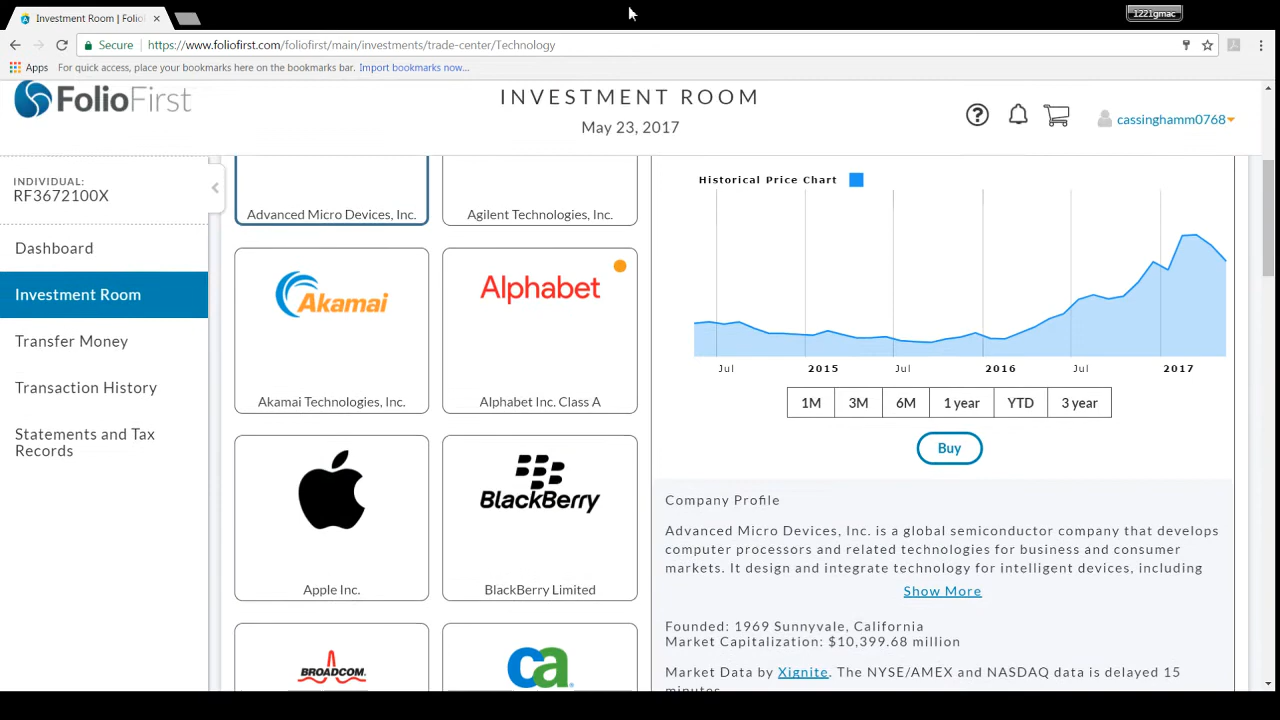 Investment Room | Folio
1221gmac
Secure https://www.foliofirst.com/foliofirst/main/investments/trade-center/Technology
Apps For quick access, place your bookmarks here on the bookmarks bar. Import bookmarks now...
FolioFirst
INVESTMENT ROOM
May 23, 2017
cassinghamm0768
INDIVIDUAL:
RF3672100X
Dashboard
Investment Room
Transfer Money
Transaction History
Statements and Tax
Records
Advanced Micro Devices, Inc.
Agilent Technologies, Inc.
Akamai
Akamai Technologies, Inc.
Alphabet
Alphabet Inc. Class A
Apple Inc.
BlackBerry
BlackBerry Limited
BROADCOM.
ca
Historical Price Chart
Jul 2015 Jul 2016 Jul 2017
1M 3M 6M 1 year YTD 3 year
Buy
Company Profile
Advanced Micro Devices, Inc. is a global semiconductor company that develops
computer processors and related technologies for business and consumer
markets. It design and integrate technology for intelligent devices, including
Show More
Founded: 1969 Sunnyvale, California
Market Capitalization: $10,399.68 million
Market Data by Xignite. The NYSE/AMEX and NASDAQ data is delayed 15
minutes.